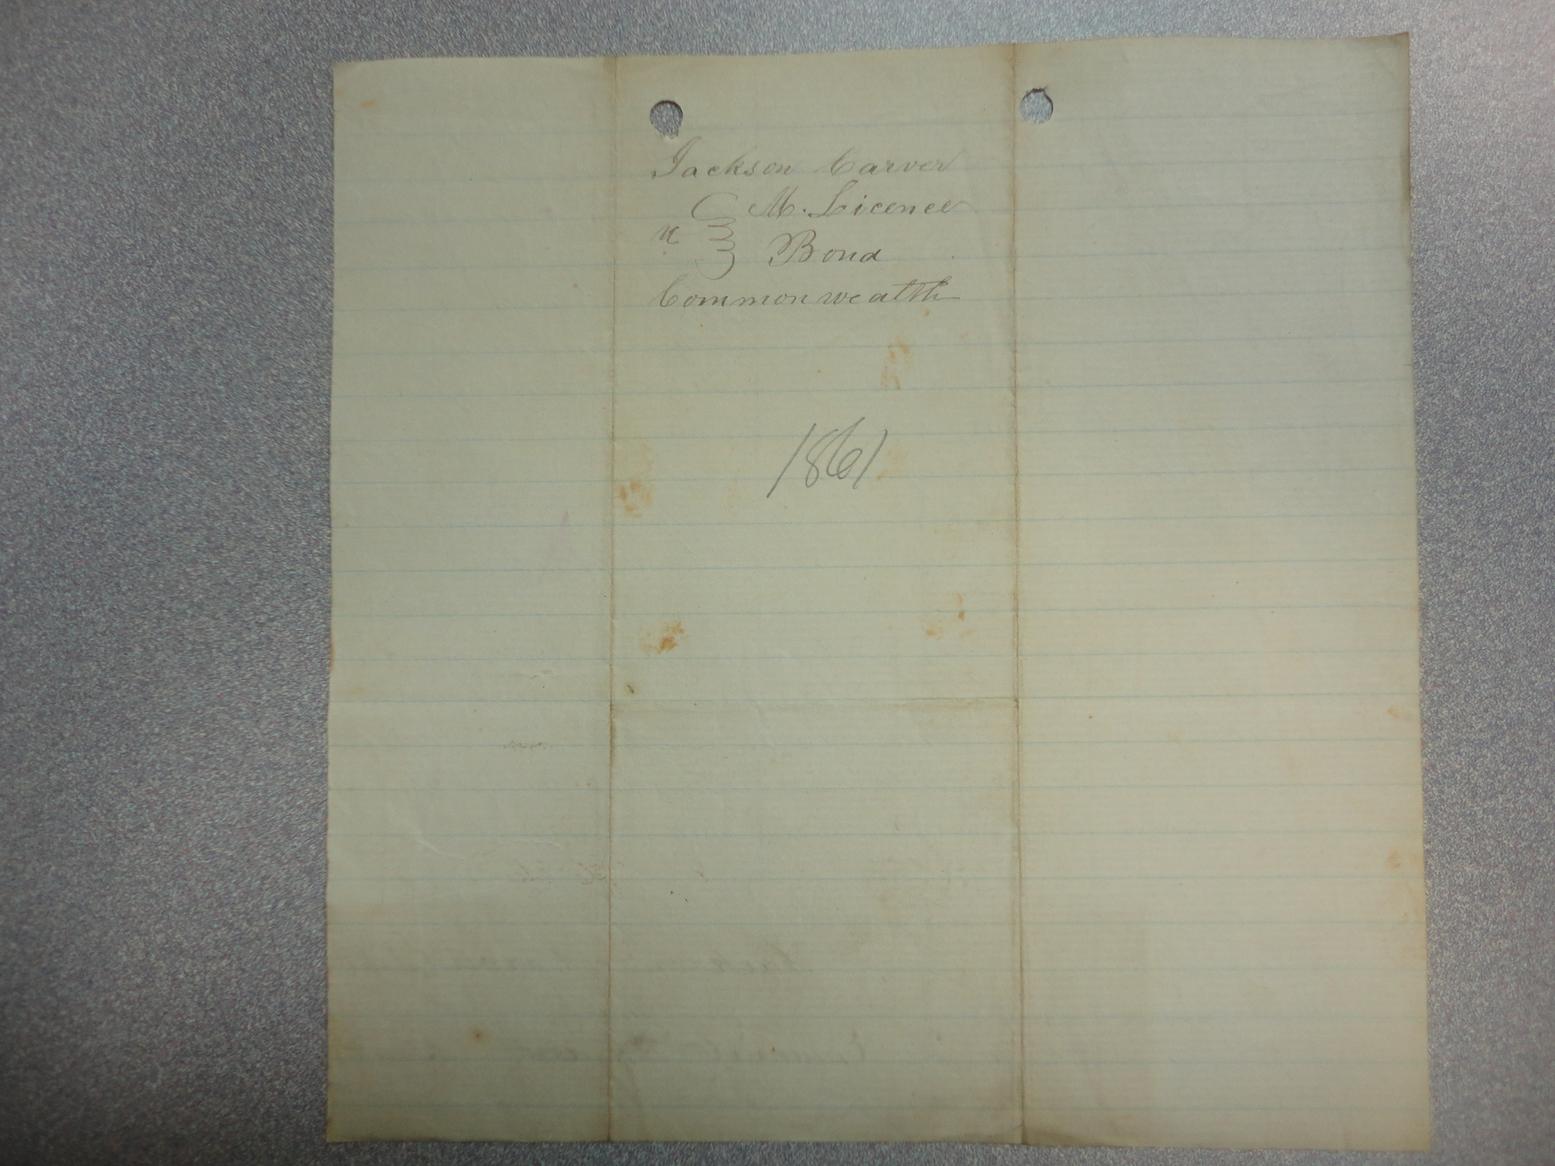 Jackson Carver
M. Licence
Bond
Commonwealth
1861